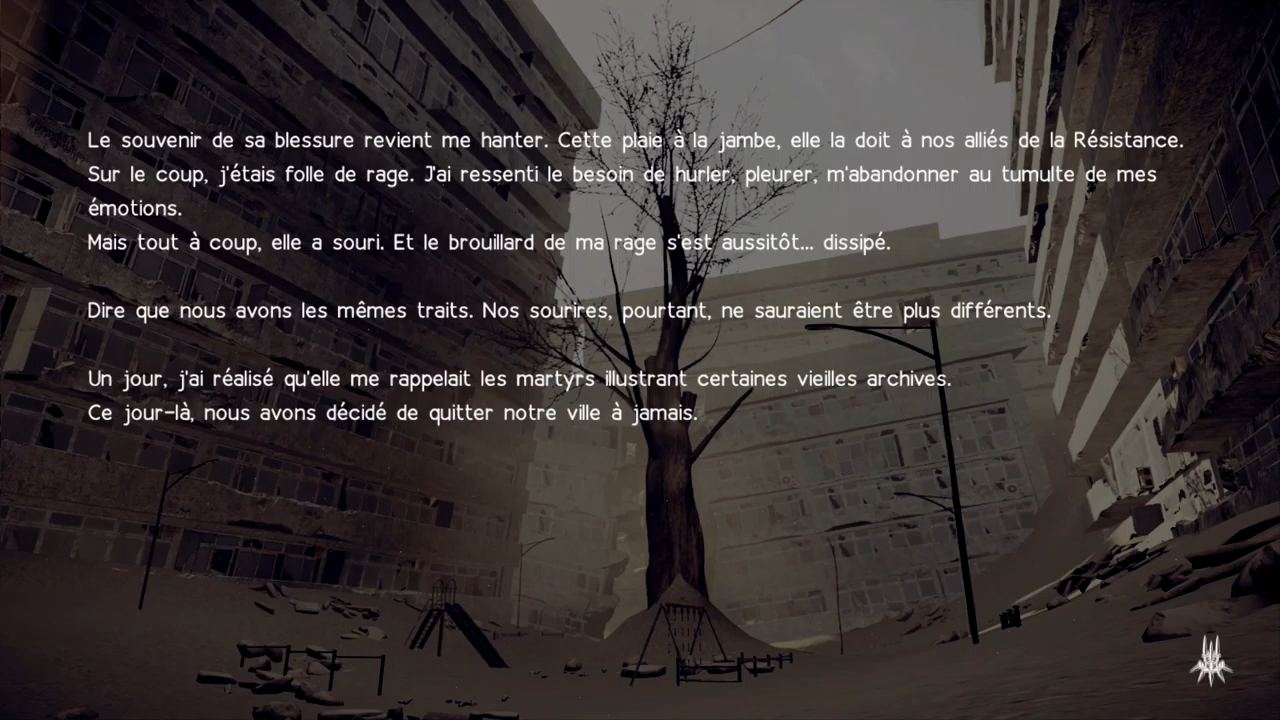 Le souvenir de sa blessure revient me hanter. Cette plaie à la jambe, elle la doit à nos alliés de la Résistance.
Sur le coup, j'étais folle de rage. J'ai ressenti le besoin de hurler, pleurer, m'abandonner au tumulte de mes
émotions.
Mais tout à coup, elle a souri. Et le brouillard de ma rage s'est aussitôt... dissipé.
Dire que nous avons les mêmes traits. Nos sourires, pourtant, ne sauraient être plus différents.
Un jour, j'ai réalisé qu'elle me rappelait les martyrs illustrant certaines vieilles archives.
Ce jour-là, nous avons décidé de quitter notre ville à jamais.